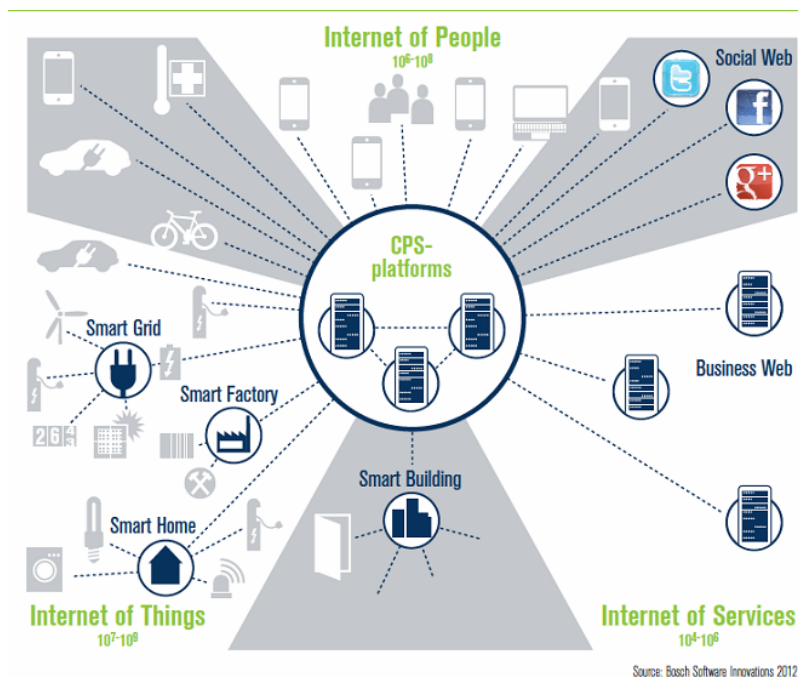 Internet of People
10⁶-10⁸
Social Web
CPS-
platforms
Smart Grid
Business Web
Smart Factory
Smart Building
Smart Home
Internet of Things
10⁷-10⁹
Internet of Services
10⁴-10⁶
Source: Bosch Software Innovations 2012